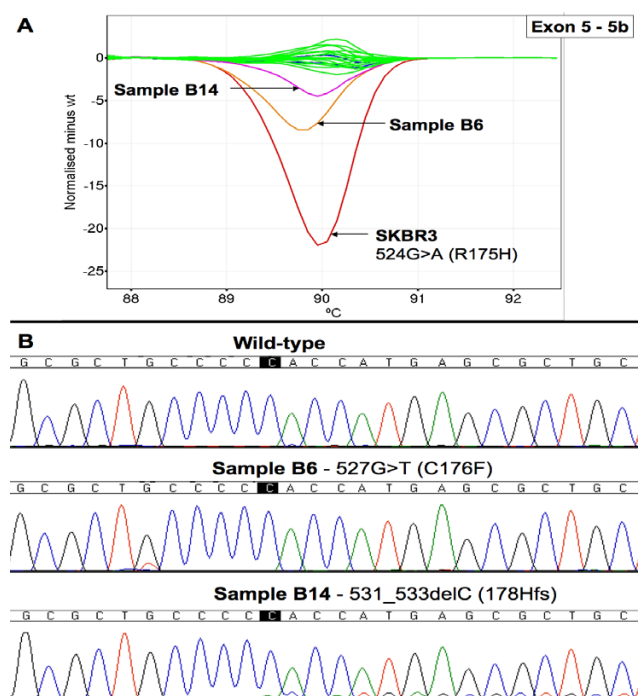 A
Exon 5 - 5b
0
-5
-10
-15
-20
-25
Normalised minus wt
Sample B14
Sample B6
SKBR3
524G>A (R175H)
88 89 90 91 92
ºC
B
Wild-type
G C G C T G C C C C C A C C A T G A G C G C T G C
Sample B6 - 527G>T (C176F)
G C G C T G C C C C C A C C A T G A G C G C T G C
Sample B14 - 531_533delC (178Hfs)
G C G C T G C C C C C A C C A T G A G C G C T G C